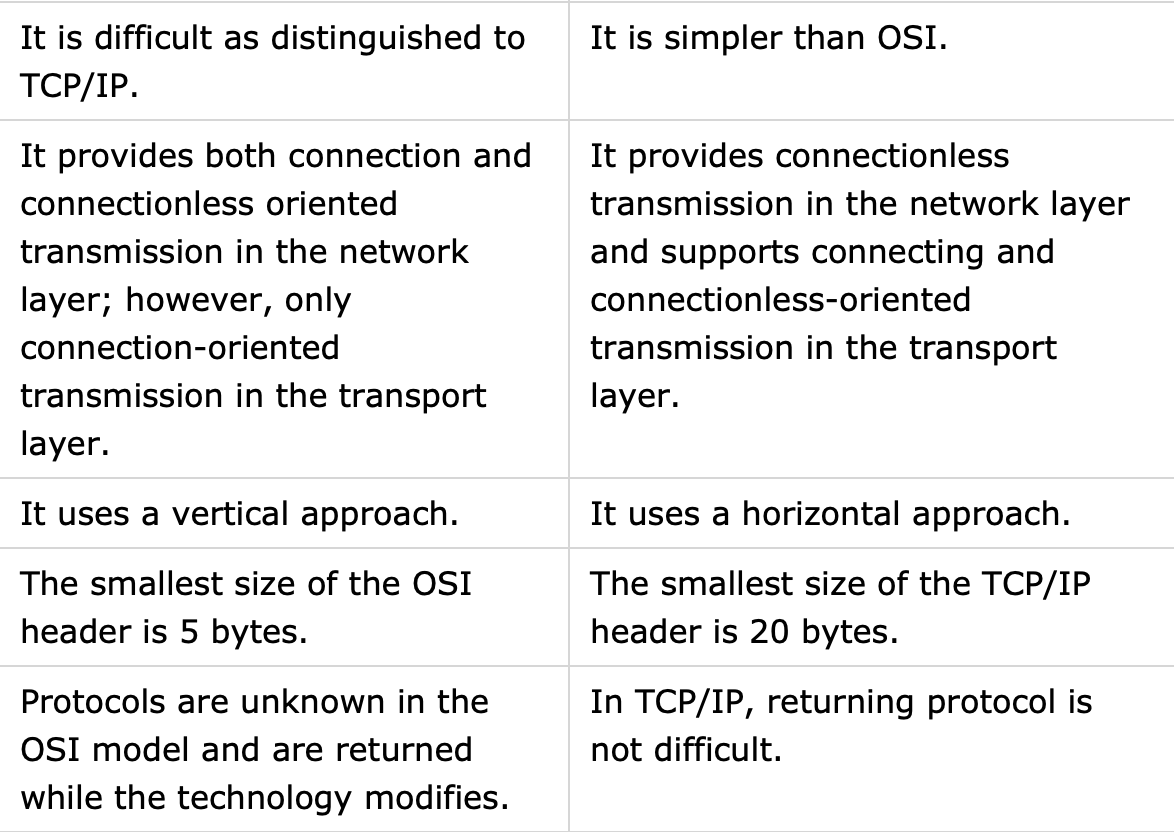 It is difficult as distinguished to
TCP/IP.
It is simpler than OSI.
It provides both connection and
connectionless oriented
transmission in the network
layer; however, only
connection-oriented
transmission in the transport
layer.
It provides connectionless
transmission in the network layer
and supports connecting and
connectionless-oriented
transmission in the transport
layer.
It uses a vertical approach.
It uses a horizontal approach.
The smallest size of the OSI
header is 5 bytes.
The smallest size of the TCP/IP
header is 20 bytes.
Protocols are unknown in the
OSI model and are returned
while the technology modifies.
In TCP/IP, returning protocol is
not difficult.